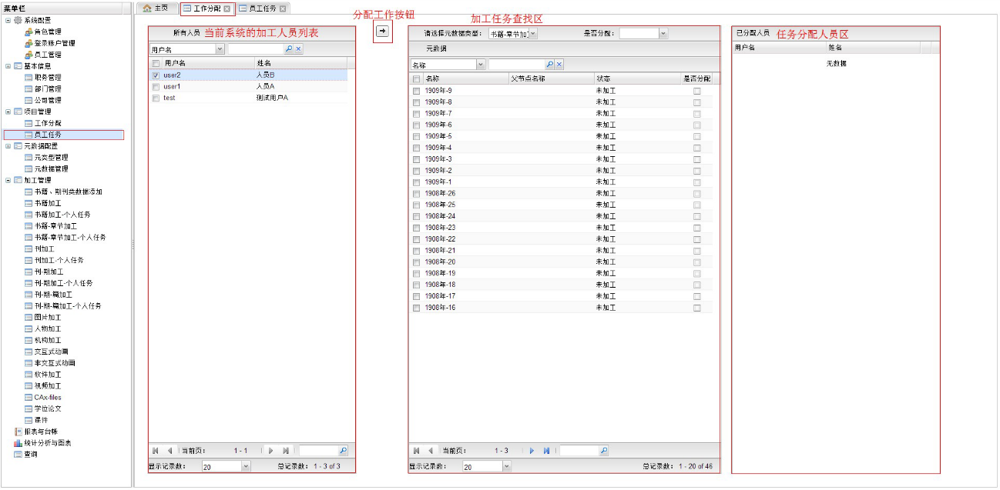 菜单栏
系统配置
角色管理
登录账户管理
员工管理
基本信息
职务管理
部门管理
公司管理
项目管理
工作分配
员工任务
元数据配置
元类型管理
元数据管理
加工管理
书籍、期刊类数据添加
书籍加工
书籍加工-个人任务
书籍-章节加工
书籍-章节加工-个人任务
刊加工
刊加工-个人任务
刊-期加工
刊-期加工-个人任务
刊-期-篇加工
刊-期-篇加工-个人任务
图片加工
人物加工
机构加工
交互式动画
非交互式动画
软件加工
视频加工
CAx-files
学位论文
课件
报表与台帐
统计分析与图表
查询
主页 工作分配 员工任务
分配工作按钮
所有人员 当前系统的加工人员列表
用户名
用户名 姓名
user2 人员B
user1 人员A
test 测试用户A
当前页: 1 - 1
显示记录数: 20 总记录数: 1 - 3 of 3
加工任务查找区
请选择元数据类型: 书籍-章节加工 是否分配:
元数据
名称
名称 父节点名称 状态 是否分配
1909年-9 未加工
1909年-8 未加工
1909年-7 未加工
1909年-6 未加工
1909年-5 未加工
1909年-4 未加工
1909年-3 未加工
1909年-2 未加工
1909年-1 未加工
1908年-26 未加工
1908年-25 未加工
1908年-24 未加工
1908年-23 未加工
1908年-22 未加工
1908年-21 未加工
1908年-20 未加工
1908年-19 未加工
1908年-18 未加工
1908年-17 未加工
1908年-16 未加工
当前页: 1 - 3
显示记录数: 20 总记录数: 1 - 20 of 46
已分配人员 任务分配人员区
用户名 姓名
无数据